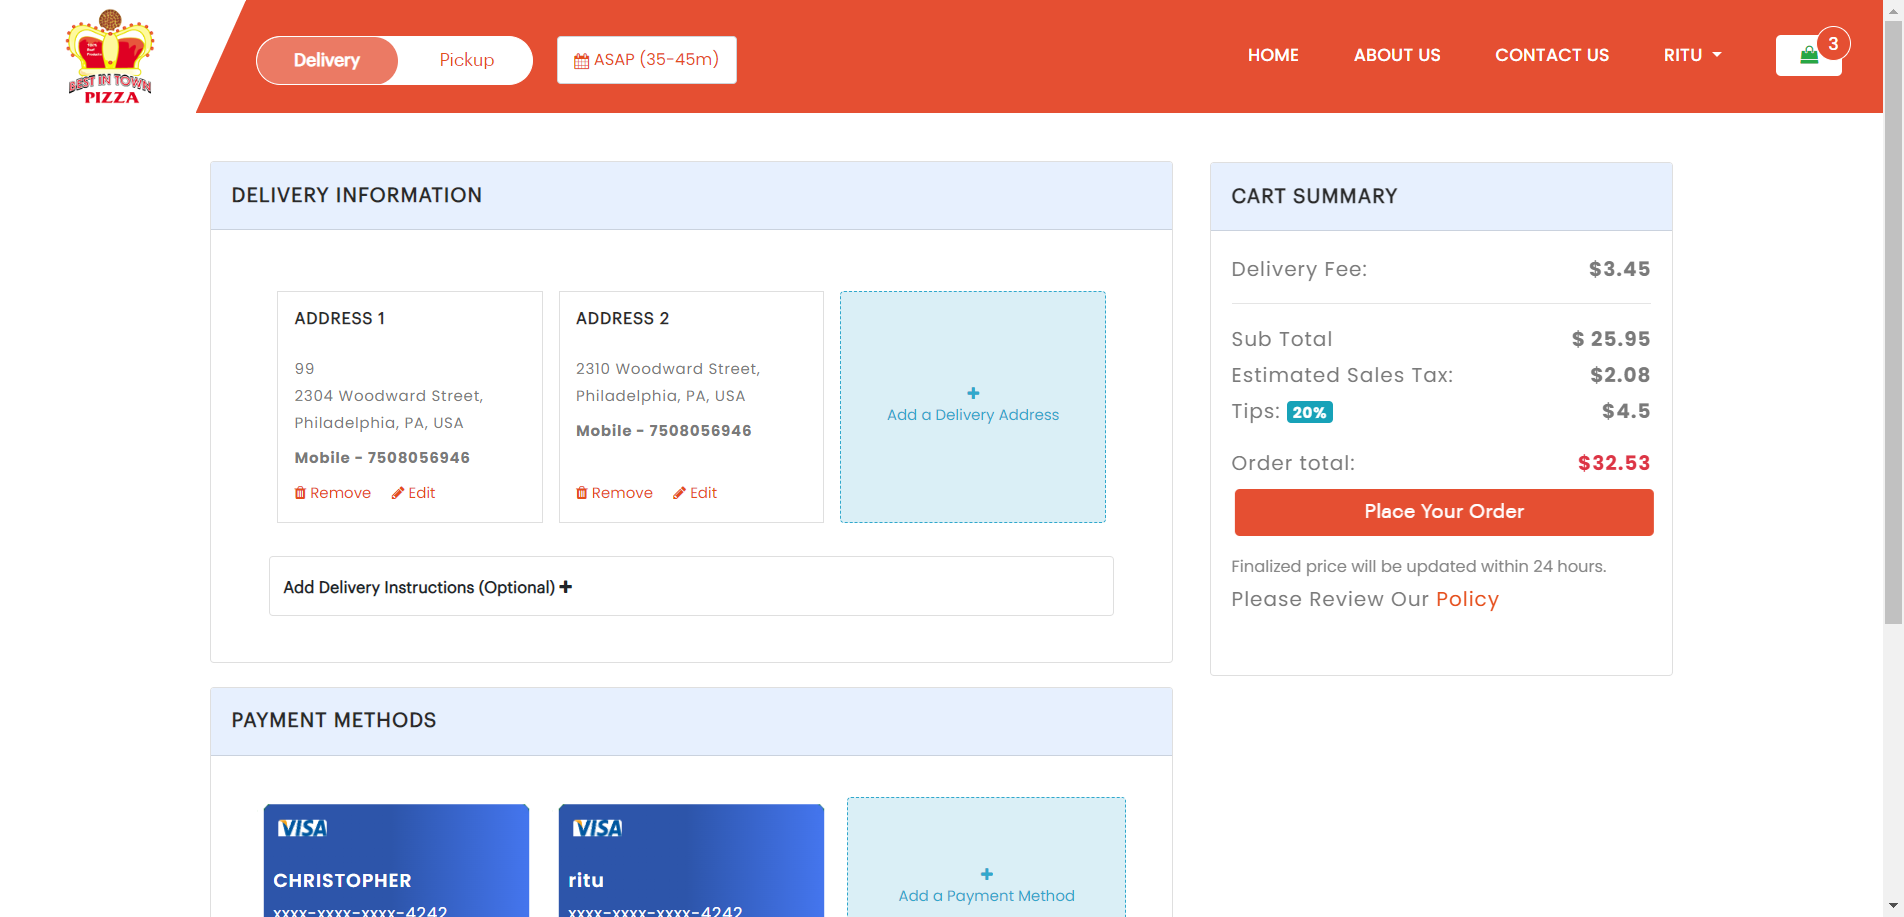 BEST IN TOWN
PIZZA
Delivery
Pickup
ASAP (35-45m)
HOME
ABOUT US
CONTACT US
RITU
3
DELIVERY INFORMATION
ADDRESS 1
99
2304 Woodward Street,
Philadelphia, PA, USA
Mobile - 7508056946
Remove
Edit
ADDRESS 2
2310 Woodward Street,
Philadelphia, PA, USA
Mobile - 7508056946
Remove
Edit
Add a Delivery Address
Add Delivery Instructions (Optional)
PAYMENT METHODS
VISA
CHRISTOPHER
xxxx-xxxx-xxxx-4242
VISA
ritu
xxxx-xxxx-xxxx-4242
Add a Payment Method
CART SUMMARY
Delivery Fee: $3.45
Sub Total $ 25.95
Estimated Sales Tax: $2.08
Tips: 20% $4.5
Order total: $32.53
Place Your Order
Finalized price will be updated within 24 hours.
Please Review Our Policy